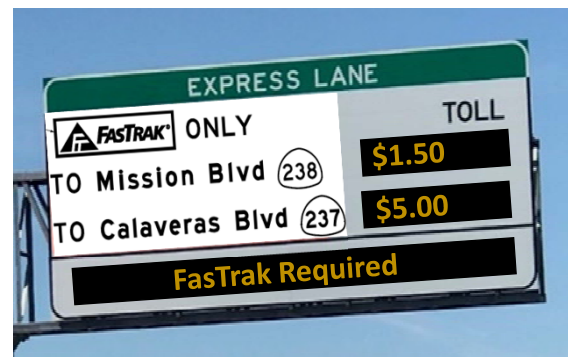 EXPRESS LANE
FASTRAK ONLY TOLL
TO Mission Blvd 238 $1.50
TO Calaveras Blvd 237 $5.00
FasTrak Required